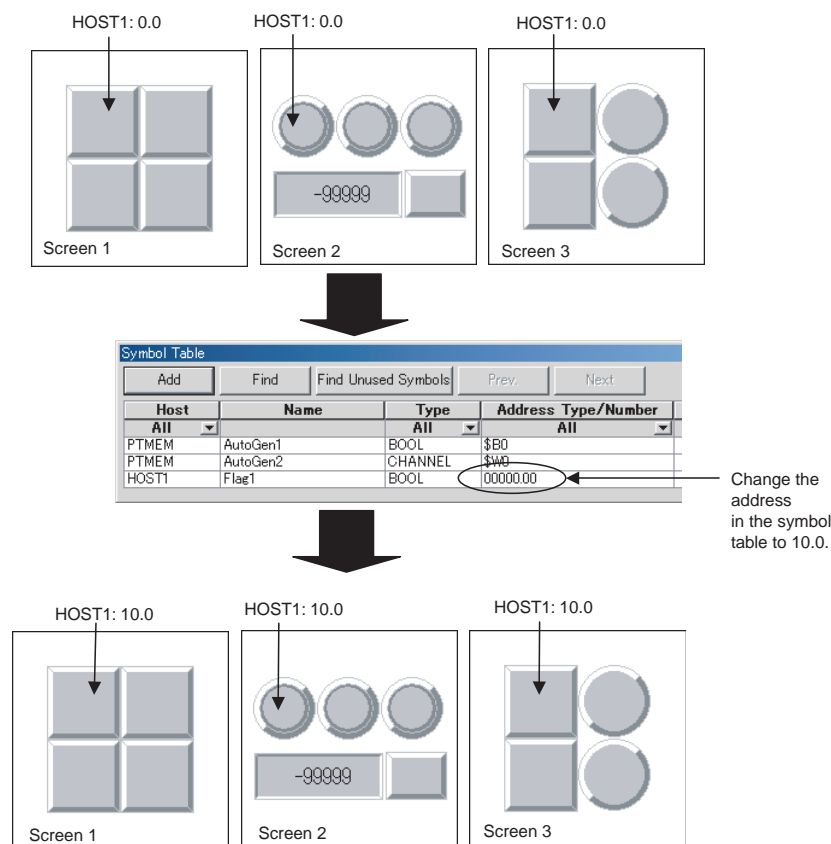 HOST1: 0.0 HOST1: 0.0 HOST1: 0.0
-99999
Screen 1 Screen 2 Screen 3
Symbol Table
Add Find Find Unused Symbols Prev. Next
Host Name Type Address Type/Number
All All All
PTMEM AutoGen1 BOOL $B0
PTMEM AutoGen2 CHANNEL $W0
HOST1 Flag1 BOOL 00000.00
Change the
address
in the symbol
table to 10.0.
HOST1: 10.0 HOST1: 10.0 HOST1: 10.0
-99999
Screen 1 Screen 2 Screen 3